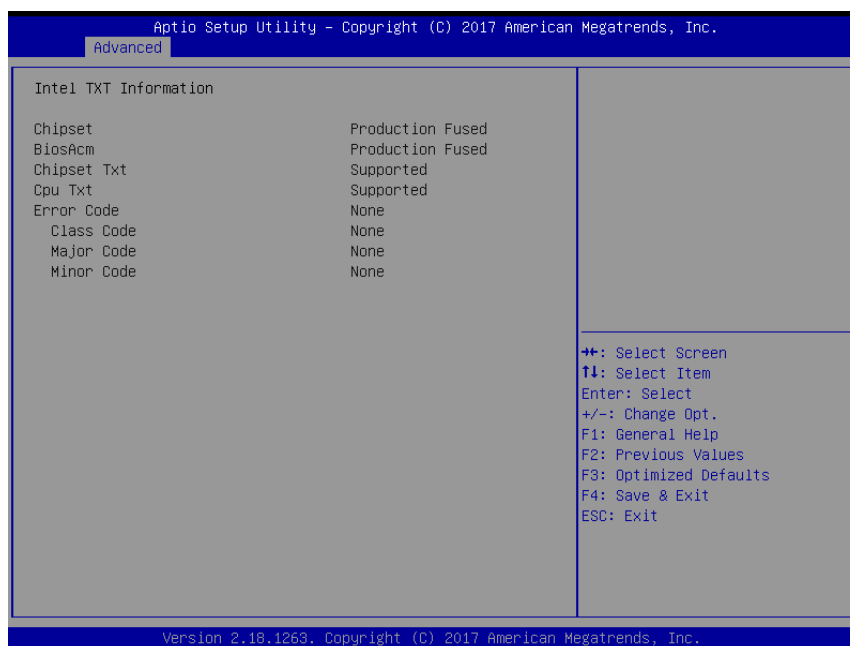 Aptio Setup Utility – Copyright (C) 2017 American Megatrends, Inc.
Advanced
Intel TXT Information
Chipset Production Fused
BiosAcm Production Fused
Chipset Txt Supported
Cpu Txt Supported
Error Code None
Class Code None
Major Code None
Minor Code None
→←: Select Screen
↑↓: Select Item
Enter: Select
+/-: Change Opt.
F1: General Help
F2: Previous Values
F3: Optimized Defaults
F4: Save & Exit
ESC: Exit
Version 2.18.1263. Copyright (C) 2017 American Megatrends, Inc.